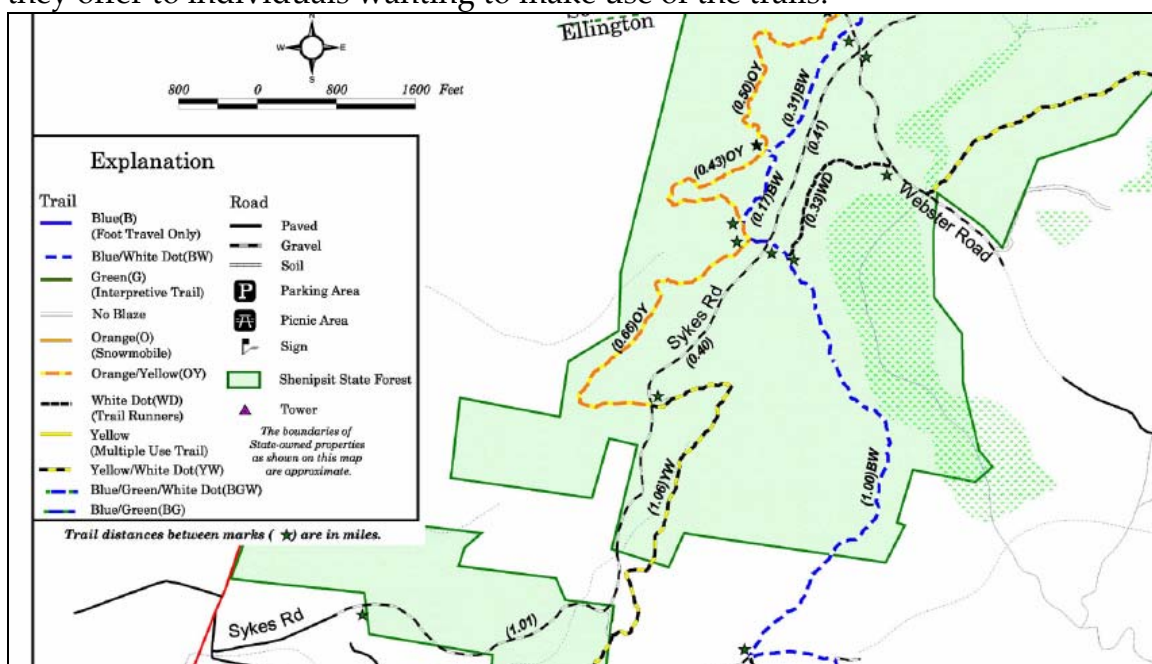 they offer to individuals wanting to make use of the trails.
Ellington
N
W
E
S
800 0 800 1600 Feet
Explanation
Trail
Blue(B)
(Foot Travel Only)
Blue/White Dot(BW)
Green(G)
(Interpretive Trail)
No Blaze
Orange(O)
(Snowmobile)
Orange/Yellow(OY)
White Dot(WD)
(Trail Runners)
Yellow
(Multiple Use Trail)
Yellow/White Dot(YW)
Blue/Green/White Dot(BGW)
Blue/Green(BG)
Road
Paved
Gravel
Soil
P
Parking Area
Picnic Area
Sign
Shenipsit State Forest
Tower
The boundaries of
State-owned properties
as shown on this map
are approximate.
Trail distances between marks ( ) are in miles.
(0.50)OY
(0.31)BW
(0.41)
(0.43)OY
(0.17)BW
(0.33)WD
Webster Road
(0.66)OY
Sykes Rd
(0.40)
(1.06)YW
(1.00)BW
Sykes Rd
(1.01)